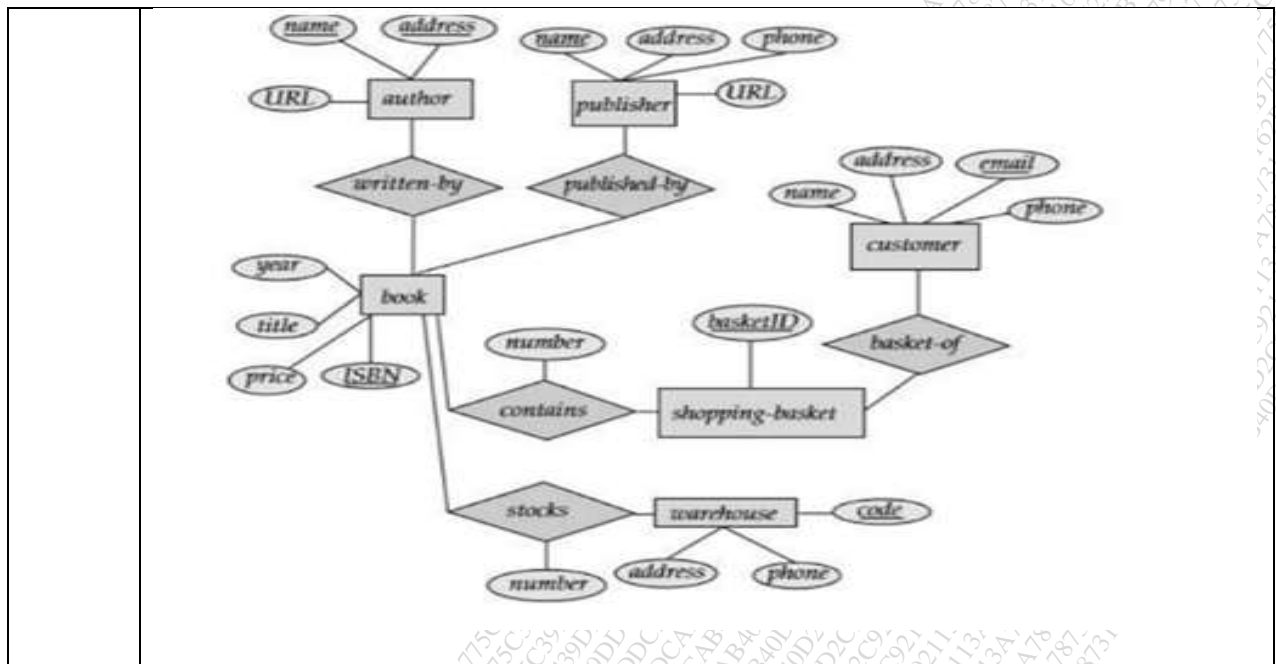 name address name address phone
URL author publisher URL
written-by published-by address email
name phone
customer
year
book
title basketID
number basket-of
price ISBN
contains shopping-basket
stocks warehouse code
number address phone